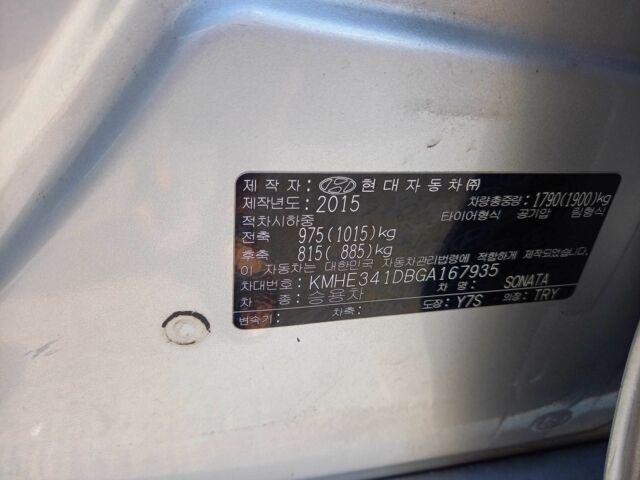 제 작 자: 현대자동차㈜
제작년도: 2015 차량총중량: 1790(1900)kg
적차시하중 타이어형식 공기압 림형식
전축 975(1015)kg
후축 815( 885)kg
이 자동차는 대한민국 자동차관리법령에 적합하게 제작되었음
차대번호: KMHE341DBGA167935 차 명: SONATA
차 종: 승용차 도장: Y7S 의장: TRY
변속기: 차축: